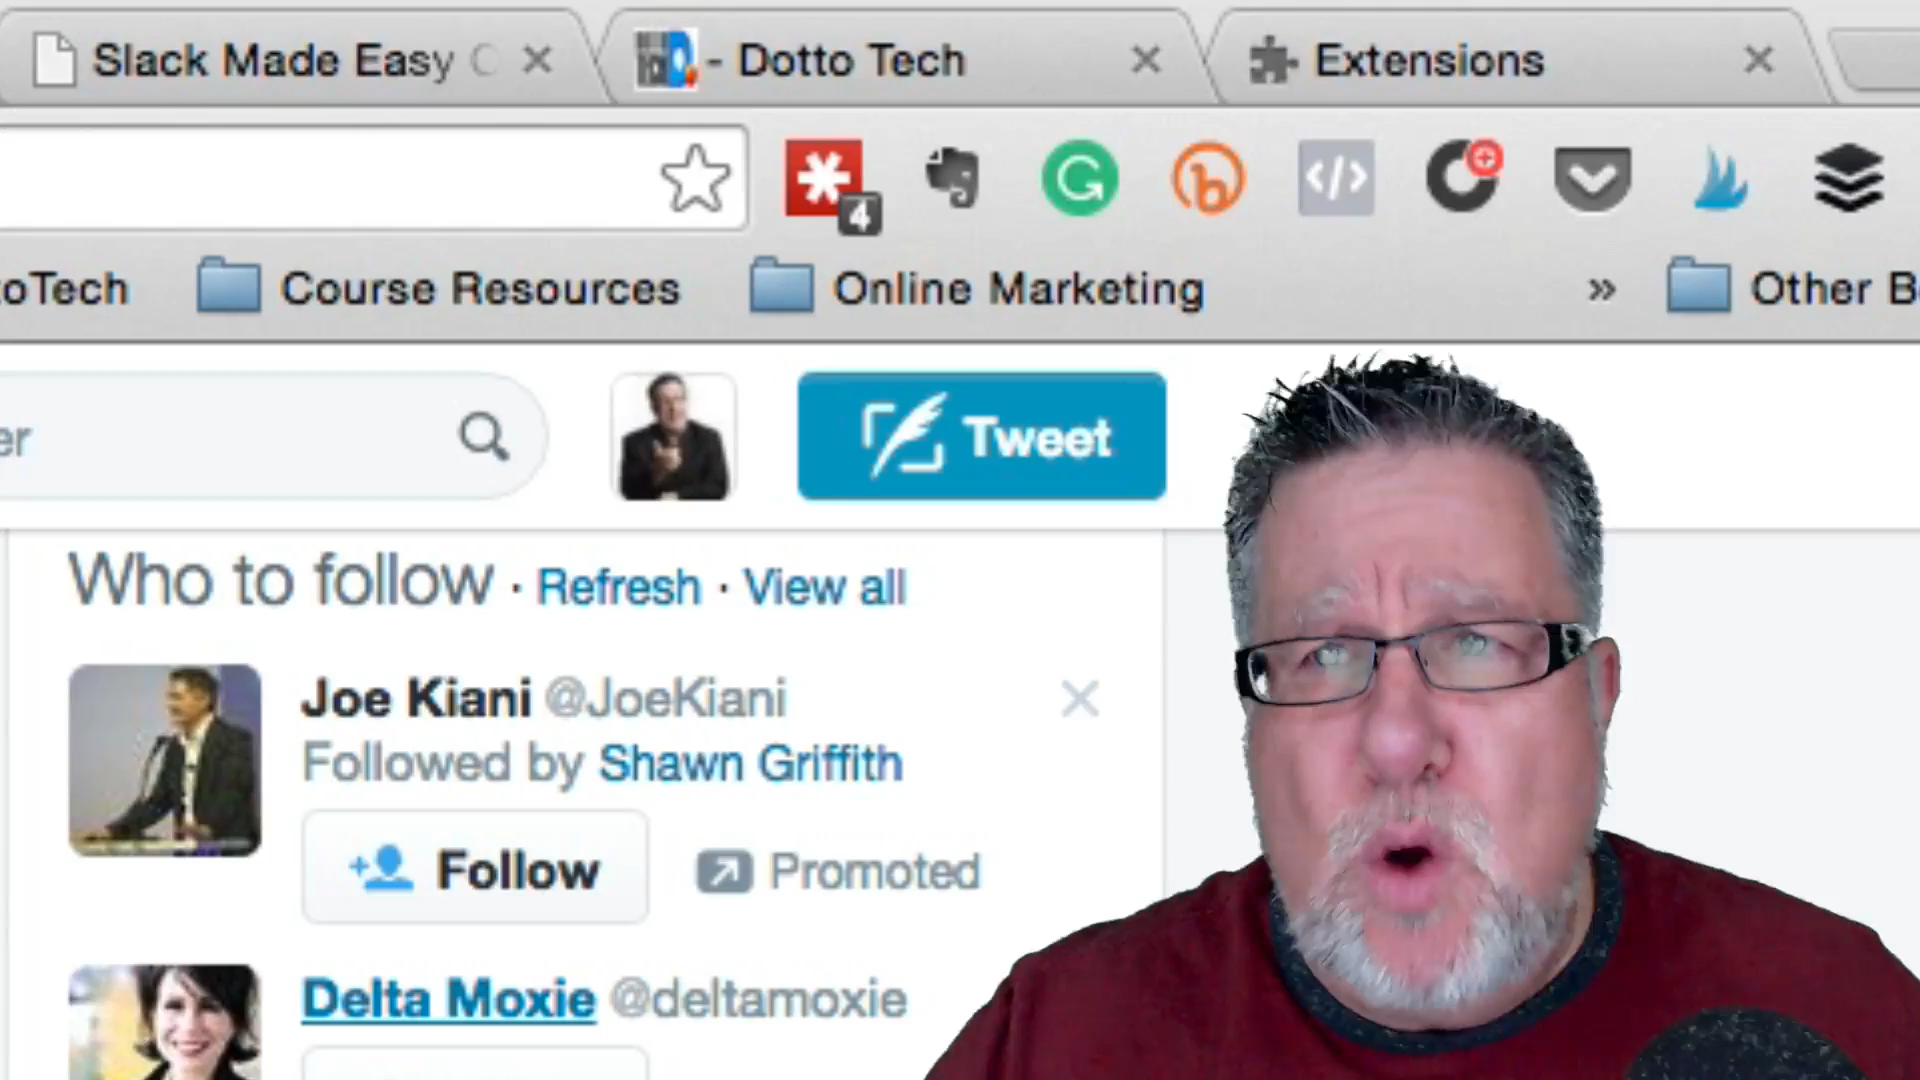 Slack Made Easy
- Dotto Tech
Extensions
4
oTech
Course Resources
Online Marketing
»
Other B
er
Tweet
Who to follow · Refresh · View all
Joe Kiani @JoeKiani
Followed by Shawn Griffith
Follow
Promoted
Delta Moxie @deltamoxie